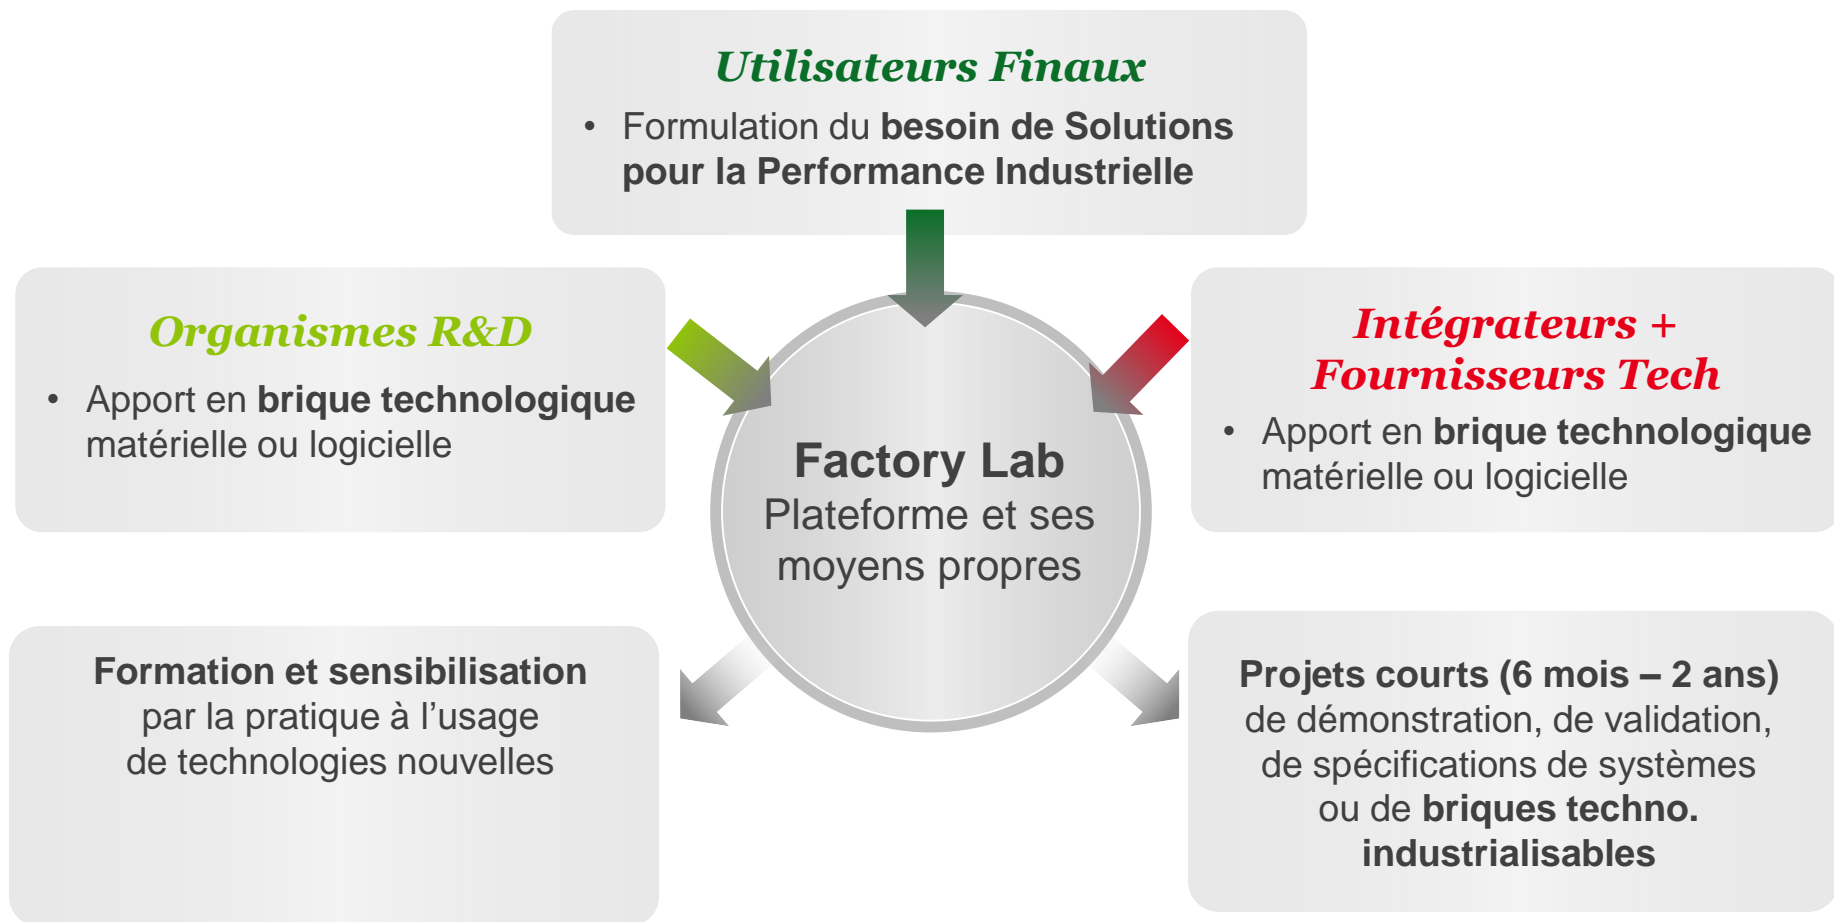 Utilisateurs Finaux
• Formulation du besoin de Solutions
pour la Performance Industrielle
Organismes R&D
• Apport en brique technologique
matérielle ou logicielle
Intégrateurs +
Fournisseurs Tech
• Apport en brique technologique
matérielle ou logicielle
Factory Lab
Plateforme et ses
moyens propres
Formation et sensibilisation
par la pratique à l’usage
de technologies nouvelles
Projets courts (6 mois – 2 ans)
de démonstration, de validation,
de spécifications de systèmes
ou de briques techno.
industrialisables